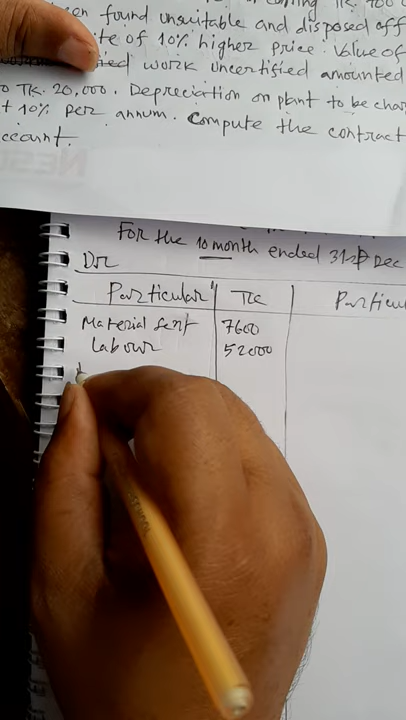 found unsuitable and disposed off
te of 10% higher price. Value of
work uncertified amounted
o Tk. 20,000. Depreciation on plant to be char
t 10% per annum. Compute the contract
ccount.
For the 10 month ended 31st Dec
Dr
Particular Tk Particu
Material sent 7600
Labour 52000